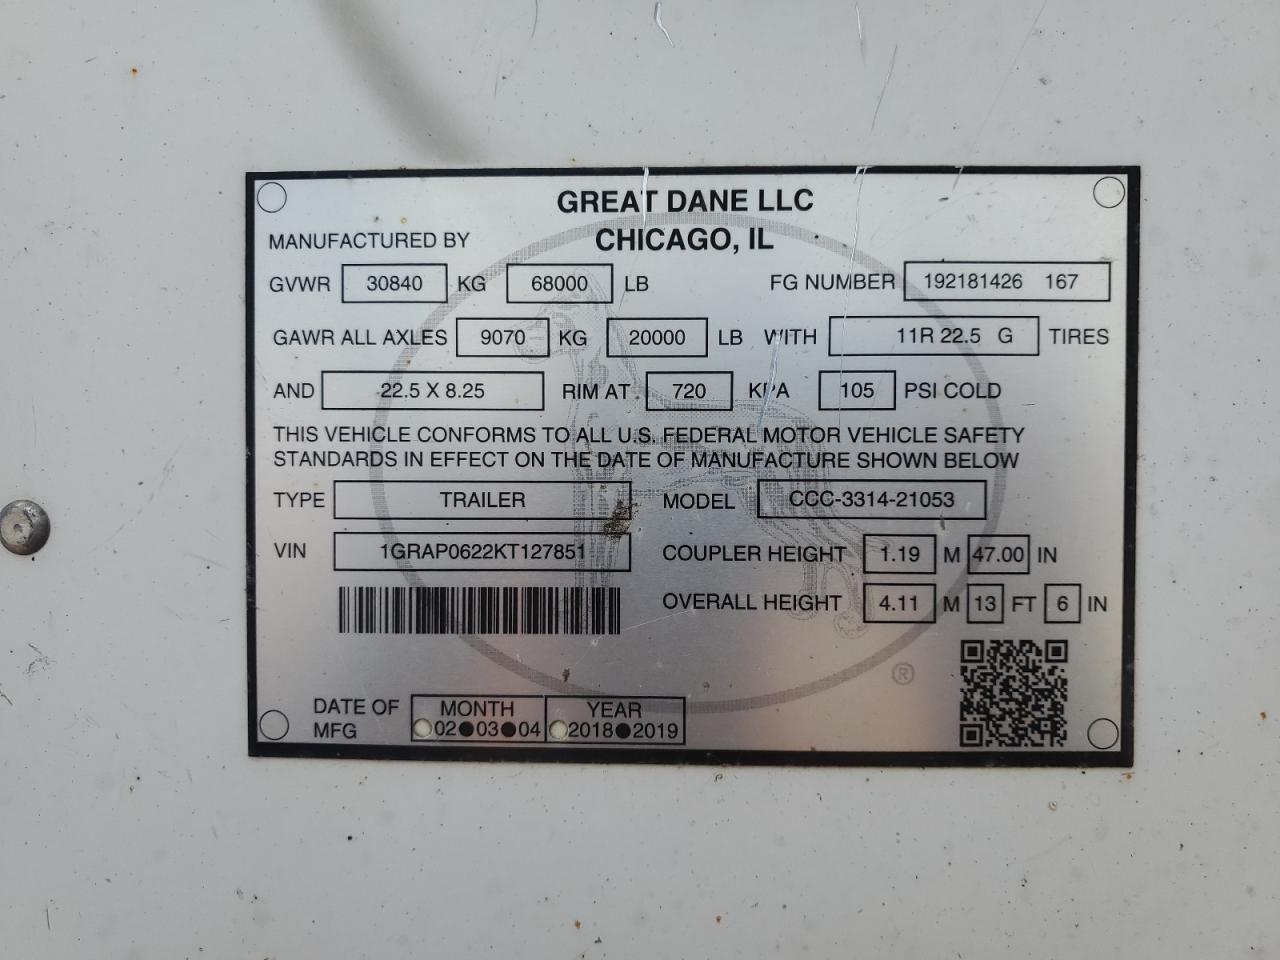 GREAT DANE LLC
MANUFACTURED BY CHICAGO, IL
GVWR 30840 KG 68000 LB FG NUMBER 192181426 167
GAWR ALL AXLES 9070 KG 20000 LB WITH 11R 22.5 G TIRES
AND 22.5 X 8.25 RIM AT 720 KPA 105 PSI COLD
THIS VEHICLE CONFORMS TO ALL U.S. FEDERAL MOTOR VEHICLE SAFETY
STANDARDS IN EFFECT ON THE DATE OF MANUFACTURE SHOWN BELOW
TYPE TRAILER MODEL CCC-3314-21053
VIN 1GRAP0622KT127851 COUPLER HEIGHT 1.19 M 47.00 IN
OVERALL HEIGHT 4.11 M 13 FT 6 IN
®
DATE OF MFG MONTH YEAR
02●03●04 2018●2019